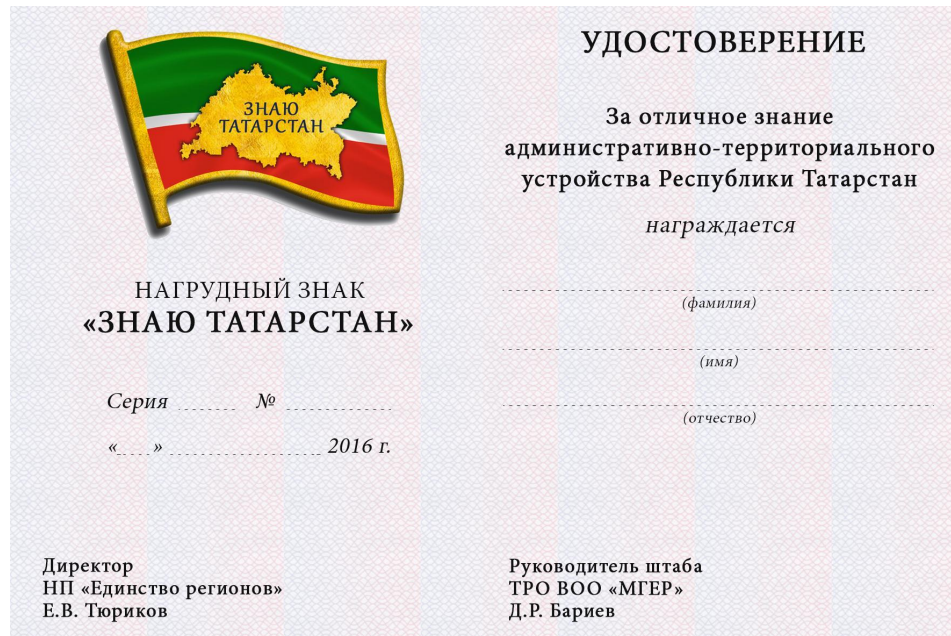 ЗНАЮ
ТАТАРСТАН
НАГРУДНЫЙ ЗНАК
«ЗНАЮ ТАТАРСТАН»
Серия №
« » 2016 г.
Директор
НП «Единство регионов»
Е.В. Тюриков
УДОСТОВЕРЕНИЕ
За отличное знание
административно-территориального
устройства Республики Татарстан
награждается
(фамилия)
(имя)
(отчество)
Руководитель штаба
ТРО ВОО «МГЕР»
Д.Р. Бариев